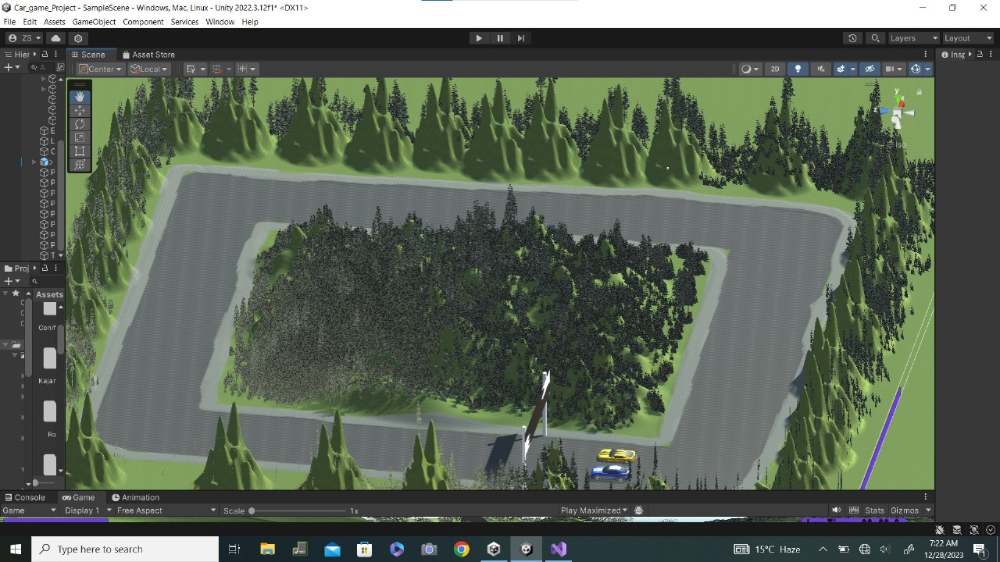 Car_game_Project - SampleScene - Windows, Mac, Linux - Unity 2022.3.12f1* <DX11>
File Edit Assets GameObject Component Services Window Help
ZS Layers Layout
Hier Scene Asset Store Insp
Center Local 2D
A
y
x
Iso
E
L
C
P
P
P
P
P
P
P
P
P
T
Proj
Assets
Conif
Kajar
Ro
Console Game Animation
Game Display 1 Free Aspect Scale 1x Play Maximized Stats Gizmos
Type here to search
15°C Haze
7:22 AM
12/28/2023
1